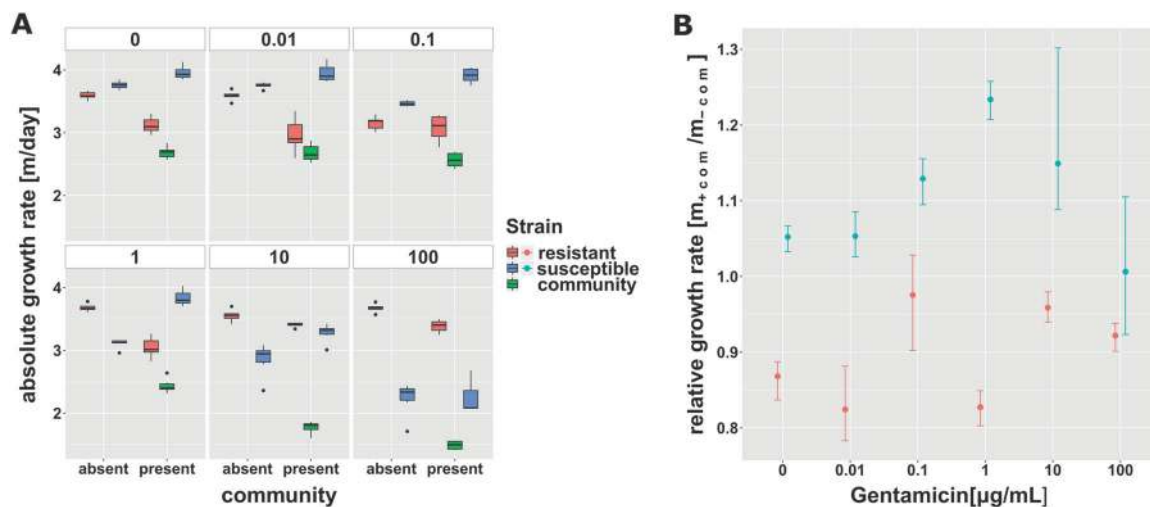 A
0
0.01
0.1
4
3
2
1
10
100
4
3
2
absent
present
absent
present
absent
present
community
absolute growth rate [m/day]
Strain
resistant
susceptible
community
B
relative growth rate [m+com/m-com]
1.3
1.2
1.1
1.0
0.9
0.8
0
0.01
0.1
1
10
100
Gentamicin[µg/mL]